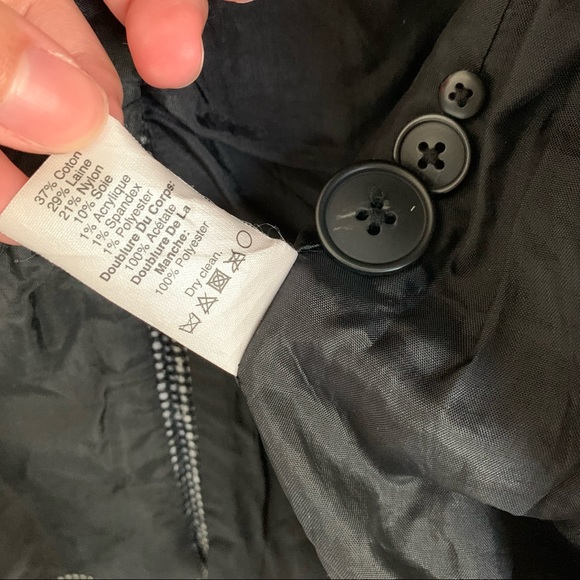 37% Coton
29% Laine
21% Nylon
10% Soie
1% Acrylique
1% Spandex
1% Polyester
Doublure Du Corps:
100% Acétate
Doublure De La
Manche:
100% Polyester
Dry clean.